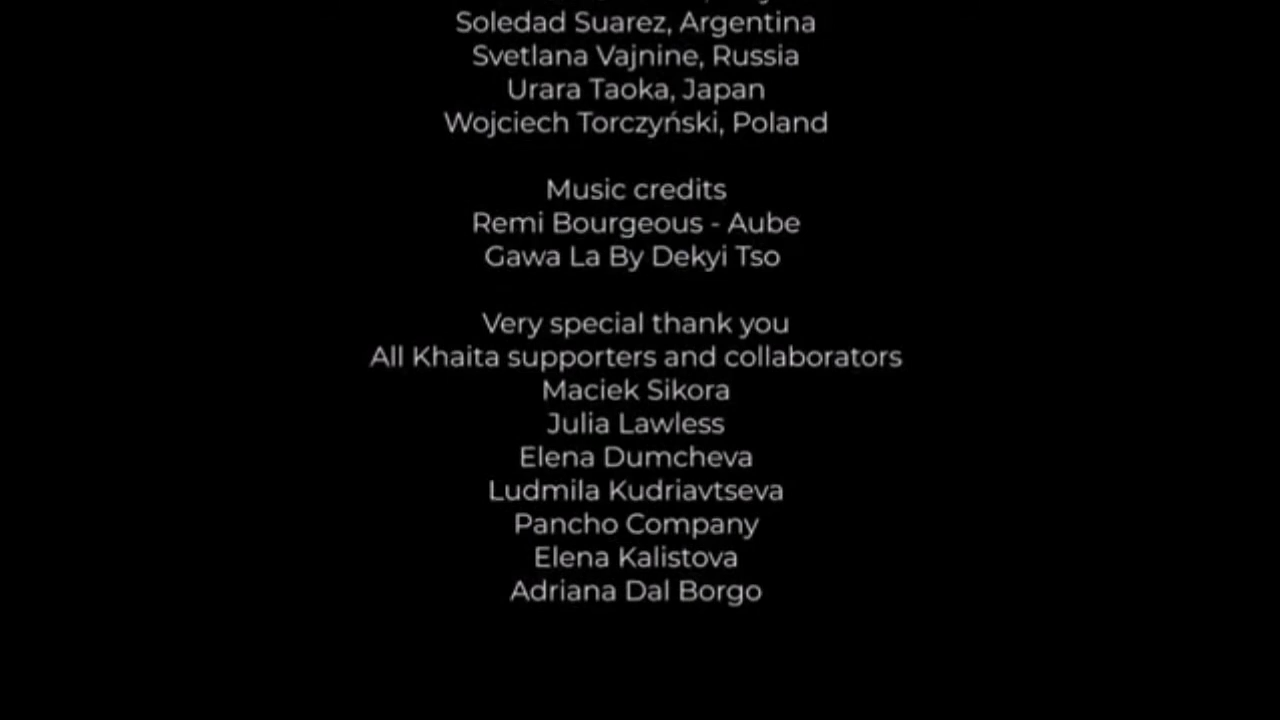 Soledad Suarez, Argentina
Svetlana Vajnine, Russia
Urara Taoka, Japan
Wojciech Torczyński, Poland
Music credits
Remi Bourgeous - Aube
Gawa La By Dekyi Tso
Very special thank you
All Khaita supporters and collaborators
Maciek Sikora
Julia Lawless
Elena Dumcheva
Ludmila Kudriavtseva
Pancho Company
Elena Kalistova
Adriana Dal Borgo